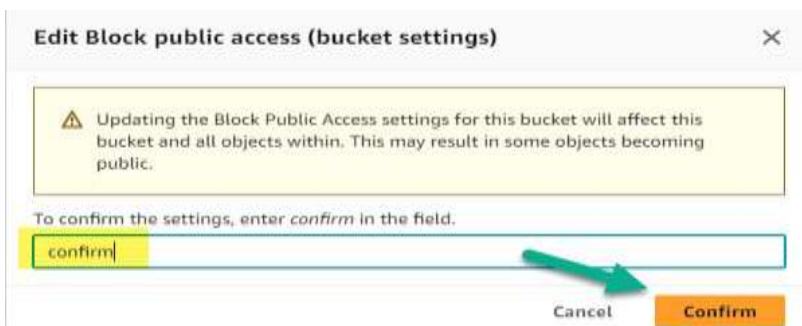 Edit Block public access (bucket settings)
Updating the Block Public Access settings for this bucket will affect this
bucket and all objects within. This may result in some objects becoming
public.
To confirm the settings, enter confirm in the field.
confirm
Cancel Confirm